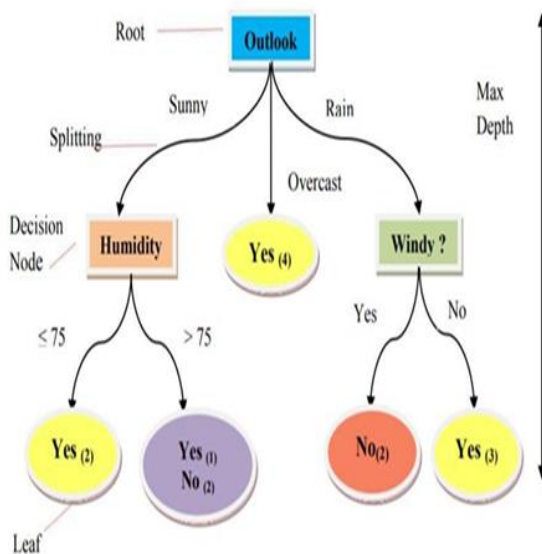 Root
Outlook
Sunny
Rain
Max
Depth
Splitting
Overcast
Decision
Node
Humidity
Yes (4)
Windy ?
≤ 75
> 75
Yes
No
Yes (2)
Yes (1)
No (2)
No(2)
Yes (3)
Leaf